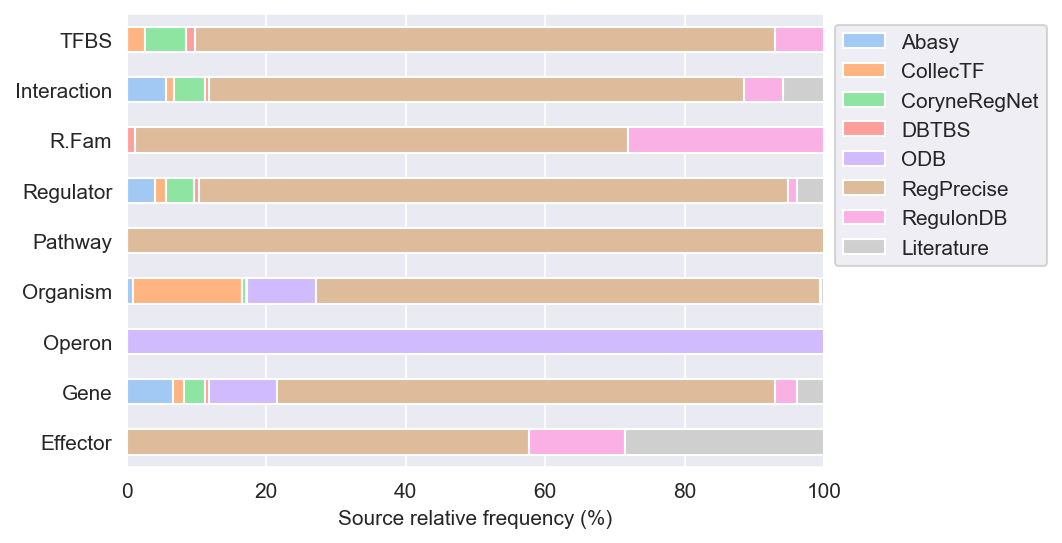 TFBS
Interaction
R.Fam
Regulator
Pathway
Organism
Operon
Gene
Effector
0 20 40 60 80 100
Source relative frequency (%)
Abasy
CollecTF
CoryneRegNet
DBTBS
ODB
RegPrecise
RegulonDB
Literature